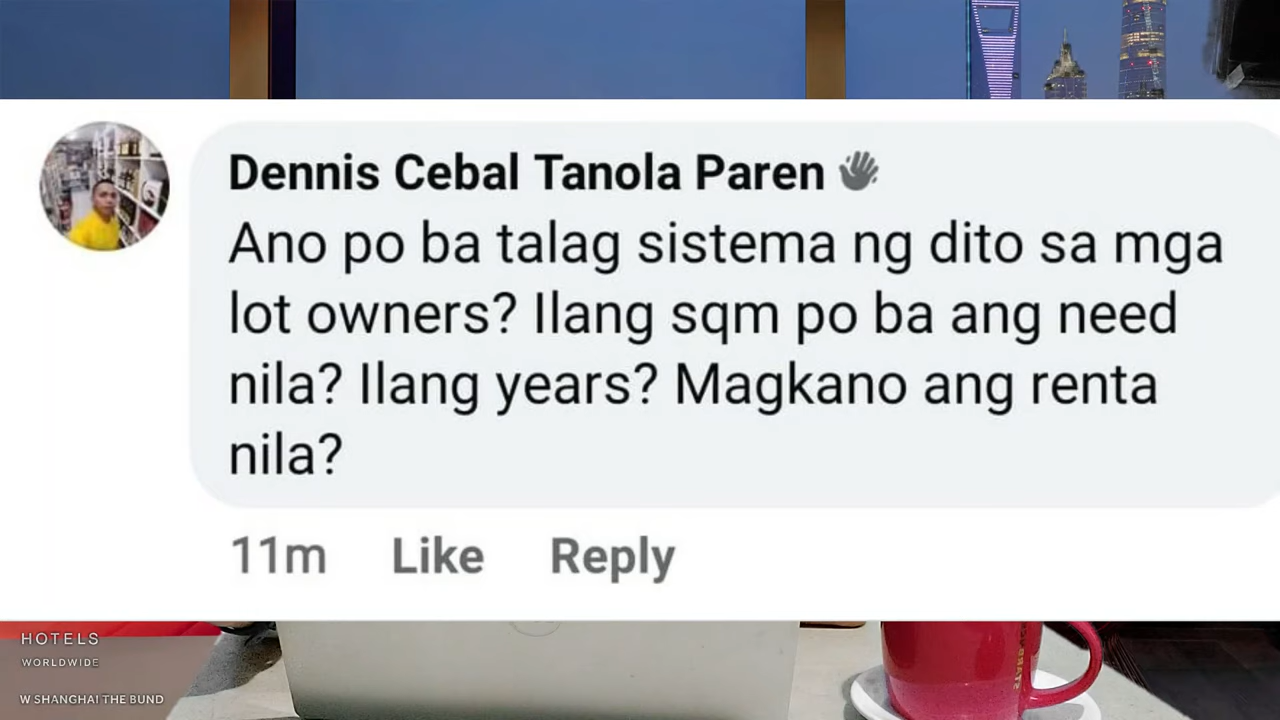 Dennis Cebal Tanola Paren 👋
Ano po ba talag sistema ng dito sa mga
lot owners? Ilang sqm po ba ang need
nila? Ilang years? Magkano ang renta
nila?
11m Like Reply
HOTELS
WORLDWIDE
W SHANGHAI THE BUND